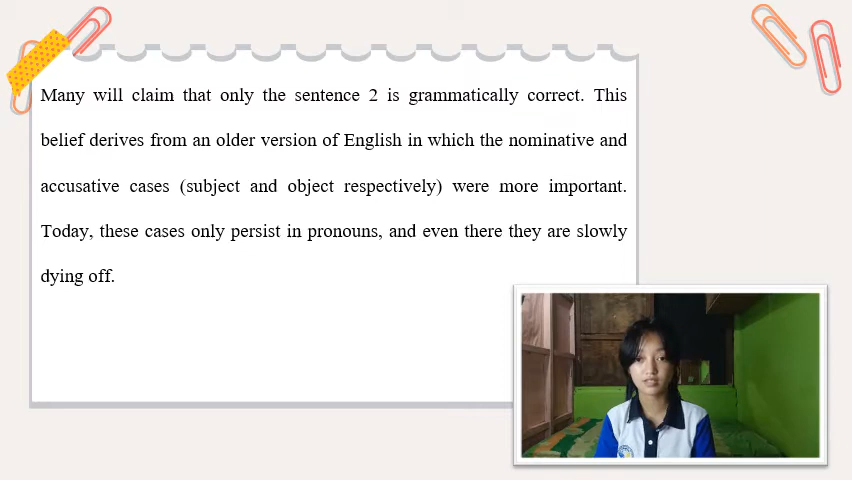 Many will claim that only the sentence 2 is grammatically correct. This
belief derives from an older version of English in which the nominative and
accusative cases (subject and object respectively) were more important.
Today, these cases only persist in pronouns, and even there they are slowly
dying off.